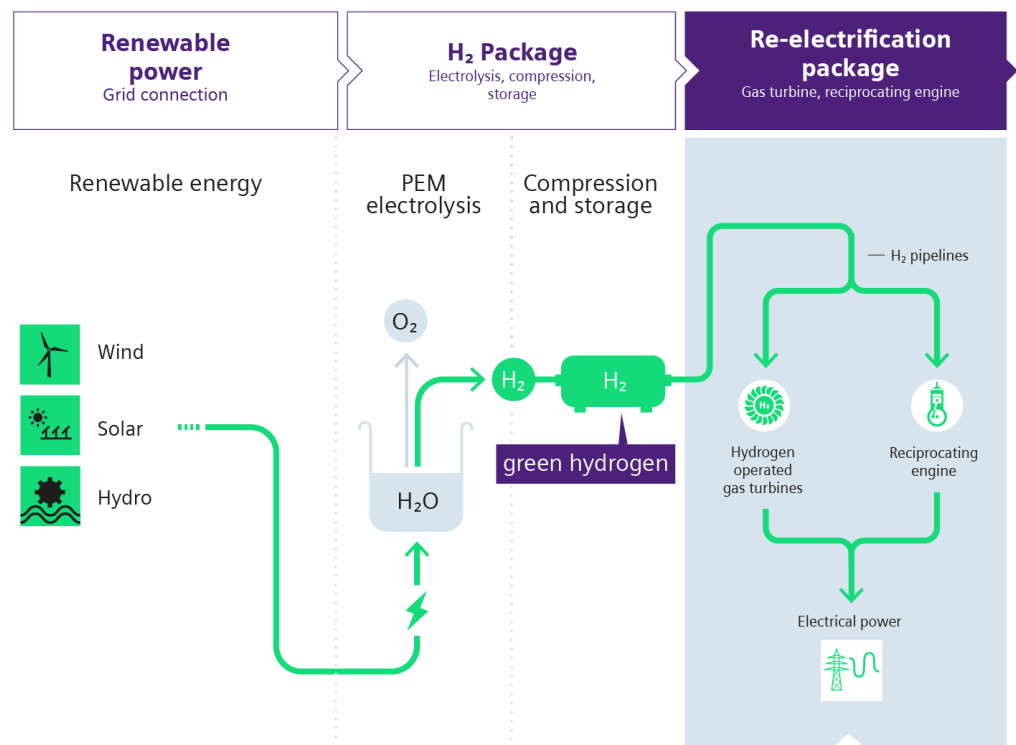 Renewable
power
Grid connection
H₂ Package
Electrolysis, compression,
storage
Re-electrification
package
Gas turbine, reciprocating engine
Renewable energy
PEM
electrolysis
Compression
and storage
H₂ pipelines
O₂
Wind
Solar
Hydro
H₂
H₂
green hydrogen
H₂O
H₂
Hydrogen
operated
gas turbines
Reciprocating
engine
Electrical power